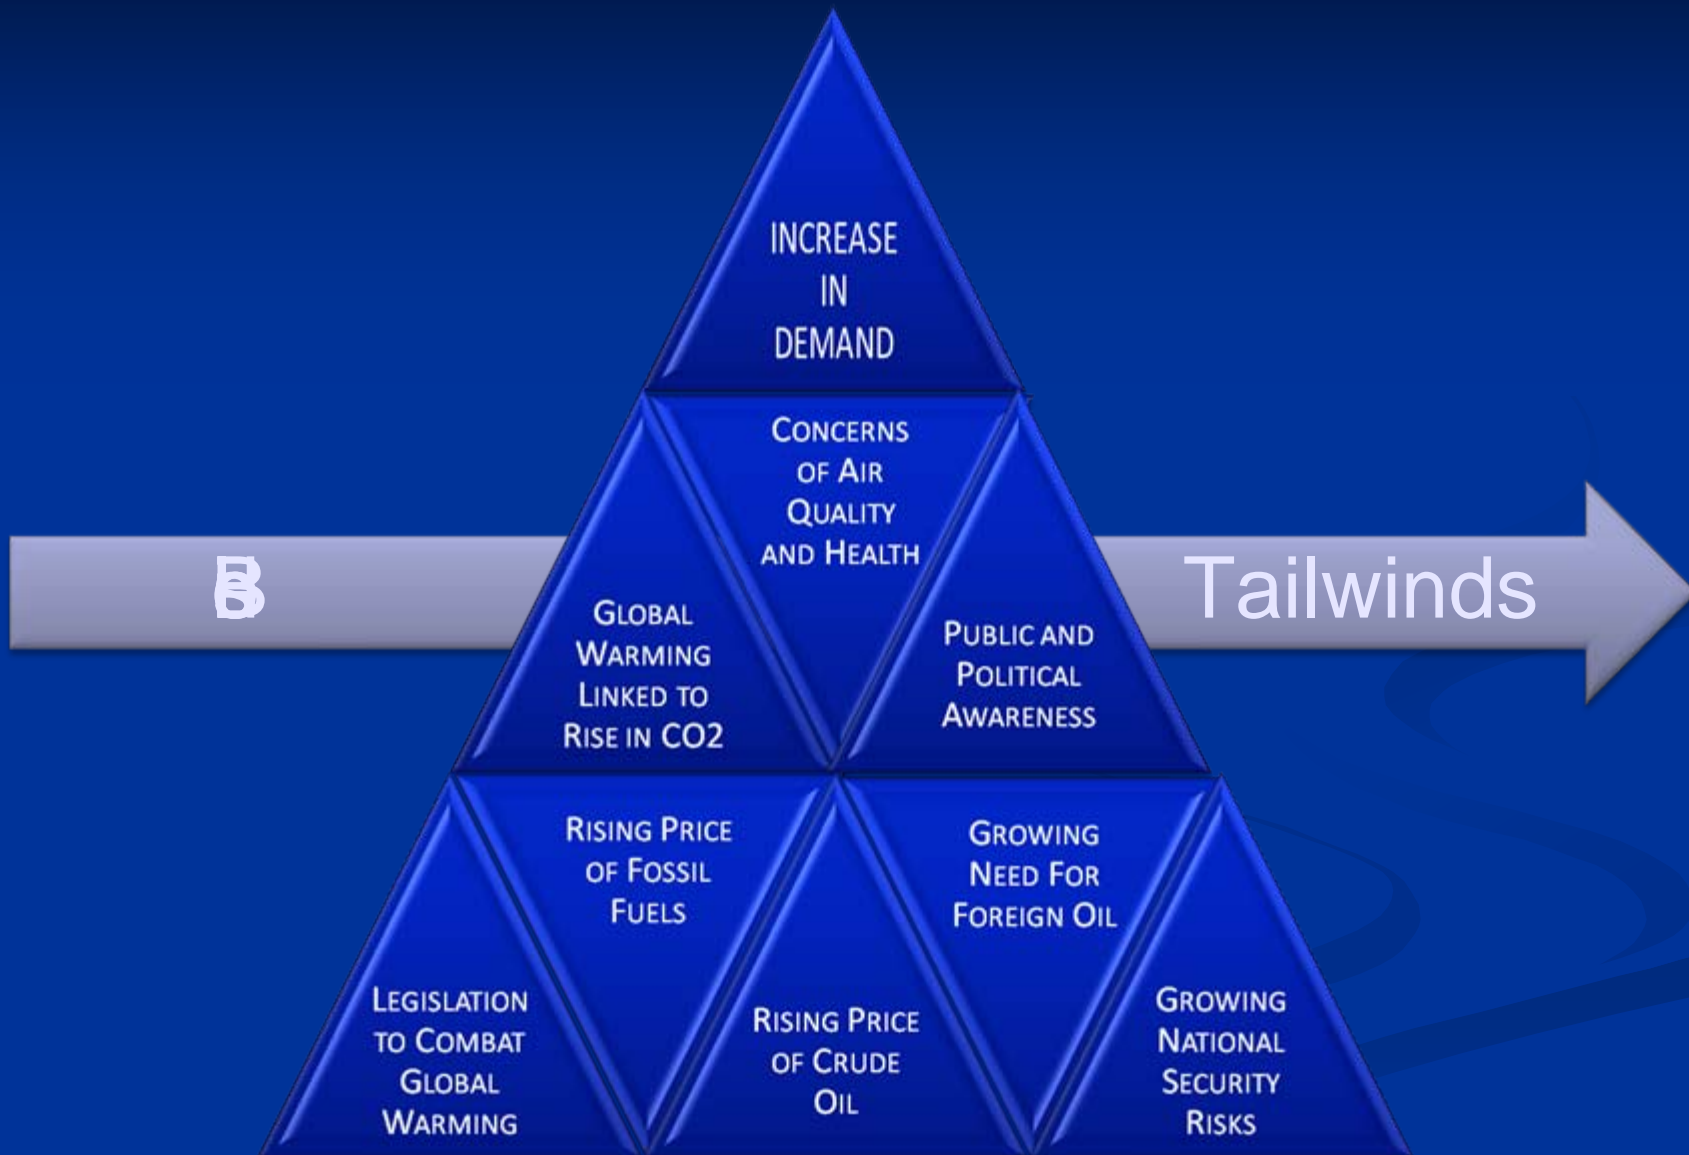 INCREASE
IN
DEMAND
CONCERNS
OF AIR
QUALITY
AND HEALTH
Tailwinds
GLOBAL
WARMING
LINKED TO
RISE IN CO2
PUBLIC AND
POLITICAL
AWARENESS
RISING PRICE
OF FOSSIL
FUELS
GROWING
NEED FOR
FOREIGN OIL
LEGISLATION
TO COMBAT
GLOBAL
WARMING
RISING PRICE
OF CRUDE
OIL
GROWING
NATIONAL
SECURITY
RISKS